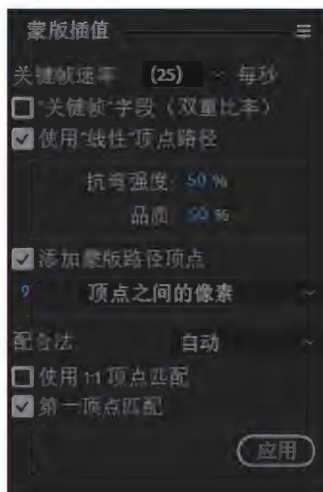 蒙版插值
关键帧速率 (25) 每秒
"关键帧"字段（双重比率）
使用"线性"顶点路径
抗弯强度: 50 %
品质: 50 %
添加蒙版路径顶点
9 顶点之间的像素
配合法: 自动
使用 1:1 顶点匹配
第一顶点匹配
应用